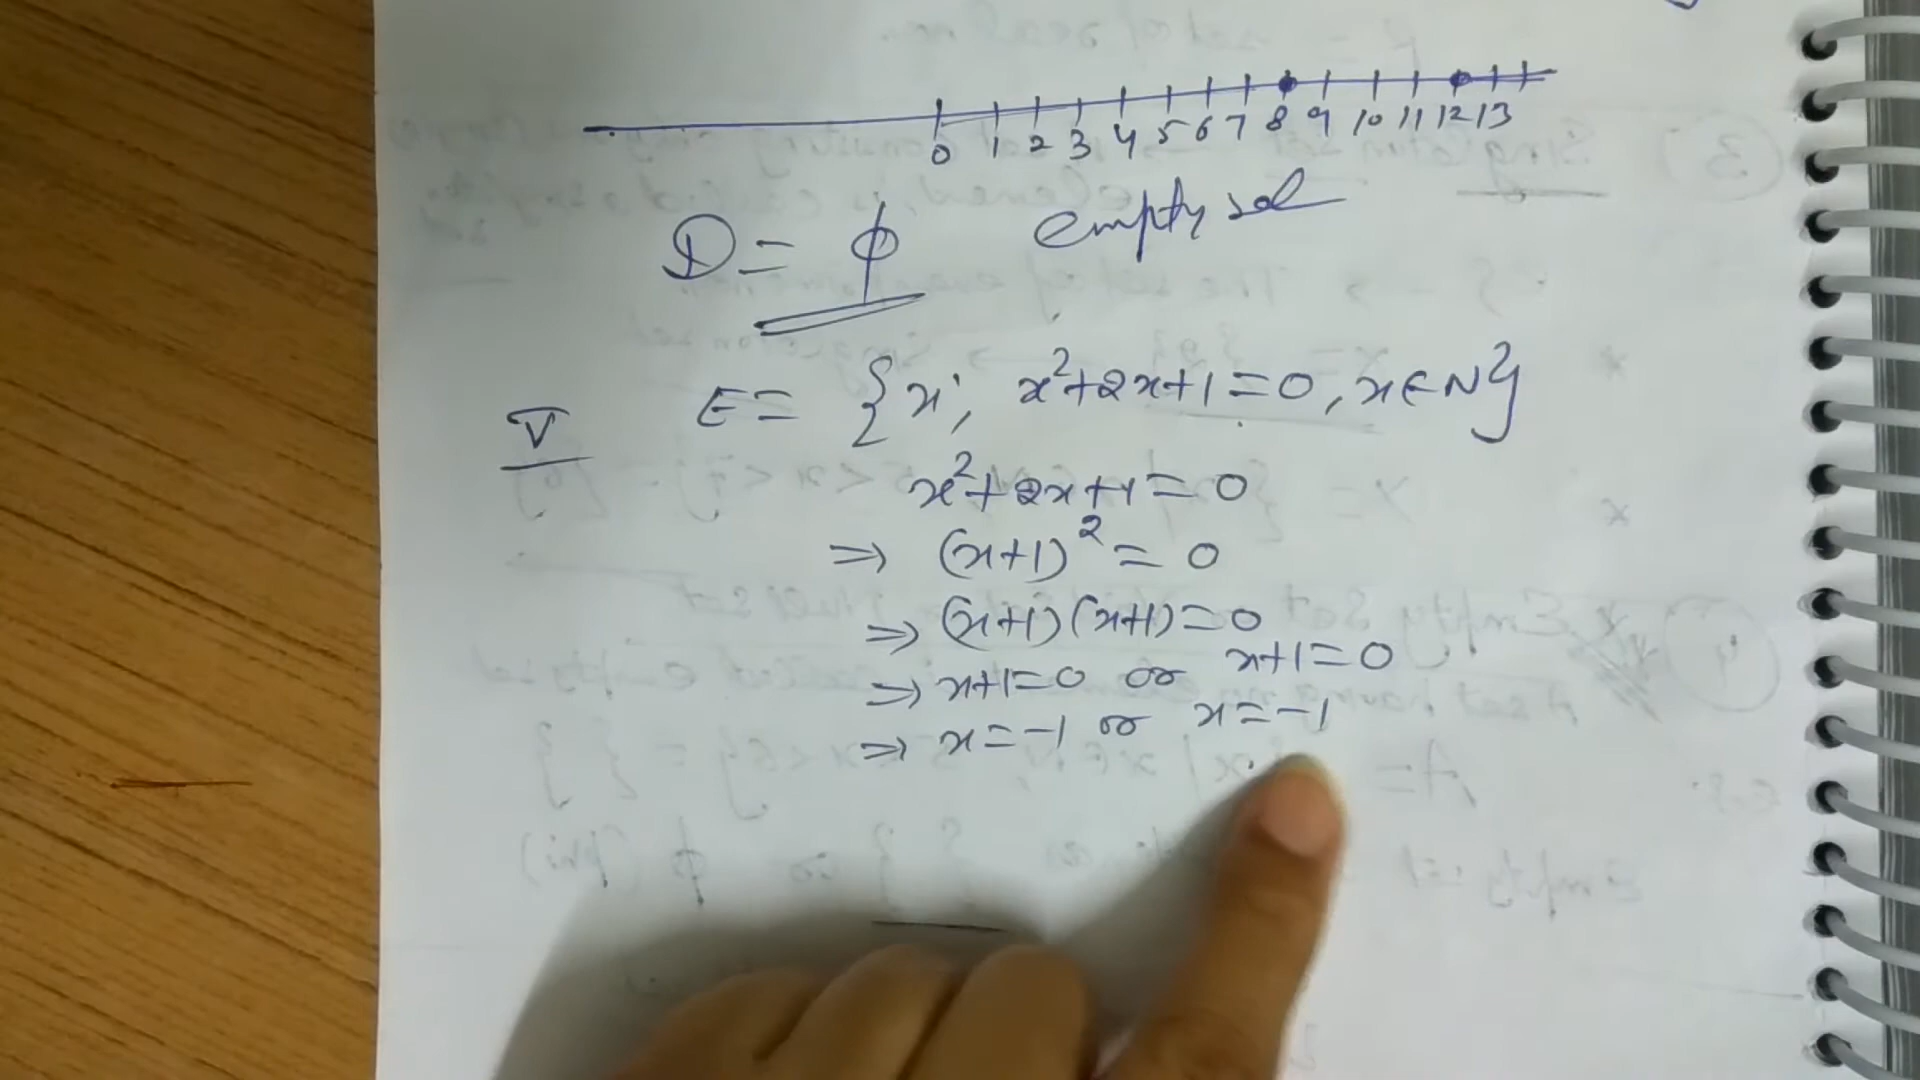 0 1 2 3 4 5 6 7 8 9 10 11 12 13
D = ϕ empty set
V E = {x; x²+2x+1=0, x∈N}
x²+2x+1=0
⇒ (x+1)² = 0
⇒ (x+1)(x+1)=0
⇒ x+1=0 or x+1=0
⇒ x=-1 or x=-1